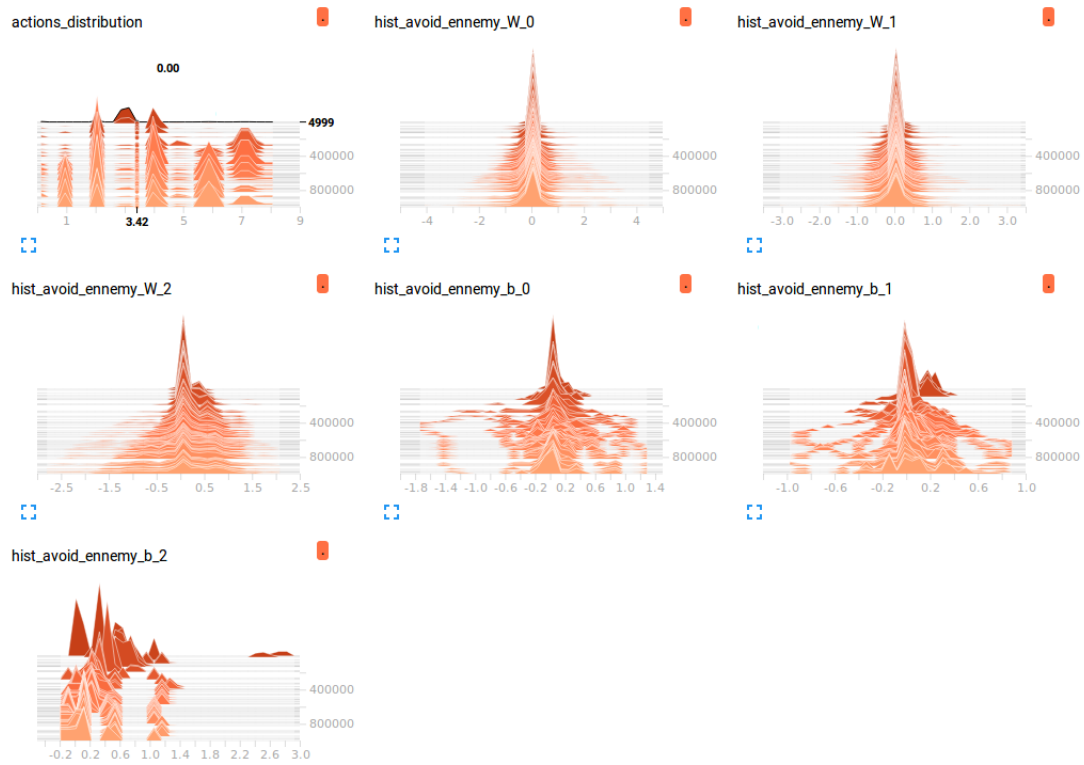 actions_distribution
.
0.00
4999
400000
800000
1 3.42 5 7 9
hist_avoid_ennemy_W_0
.
400000
800000
-4 -2 0 2 4
hist_avoid_ennemy_W_1
.
400000
800000
-3.0 -2.0 -1.0 0.0 1.0 2.0 3.0
hist_avoid_ennemy_W_2
.
400000
800000
-2.5 -1.5 -0.5 0.5 1.5 2.5
hist_avoid_ennemy_b_0
.
400000
800000
-1.8 -1.4 -1.0 -0.6 -0.2 0.2 0.6 1.0 1.4
hist_avoid_ennemy_b_1
.
400000
800000
-1.0 -0.6 -0.2 0.2 0.6 1.0
hist_avoid_ennemy_b_2
.
400000
800000
-0.2 0.2 0.6 1.0 1.4 1.8 2.2 2.6 3.0